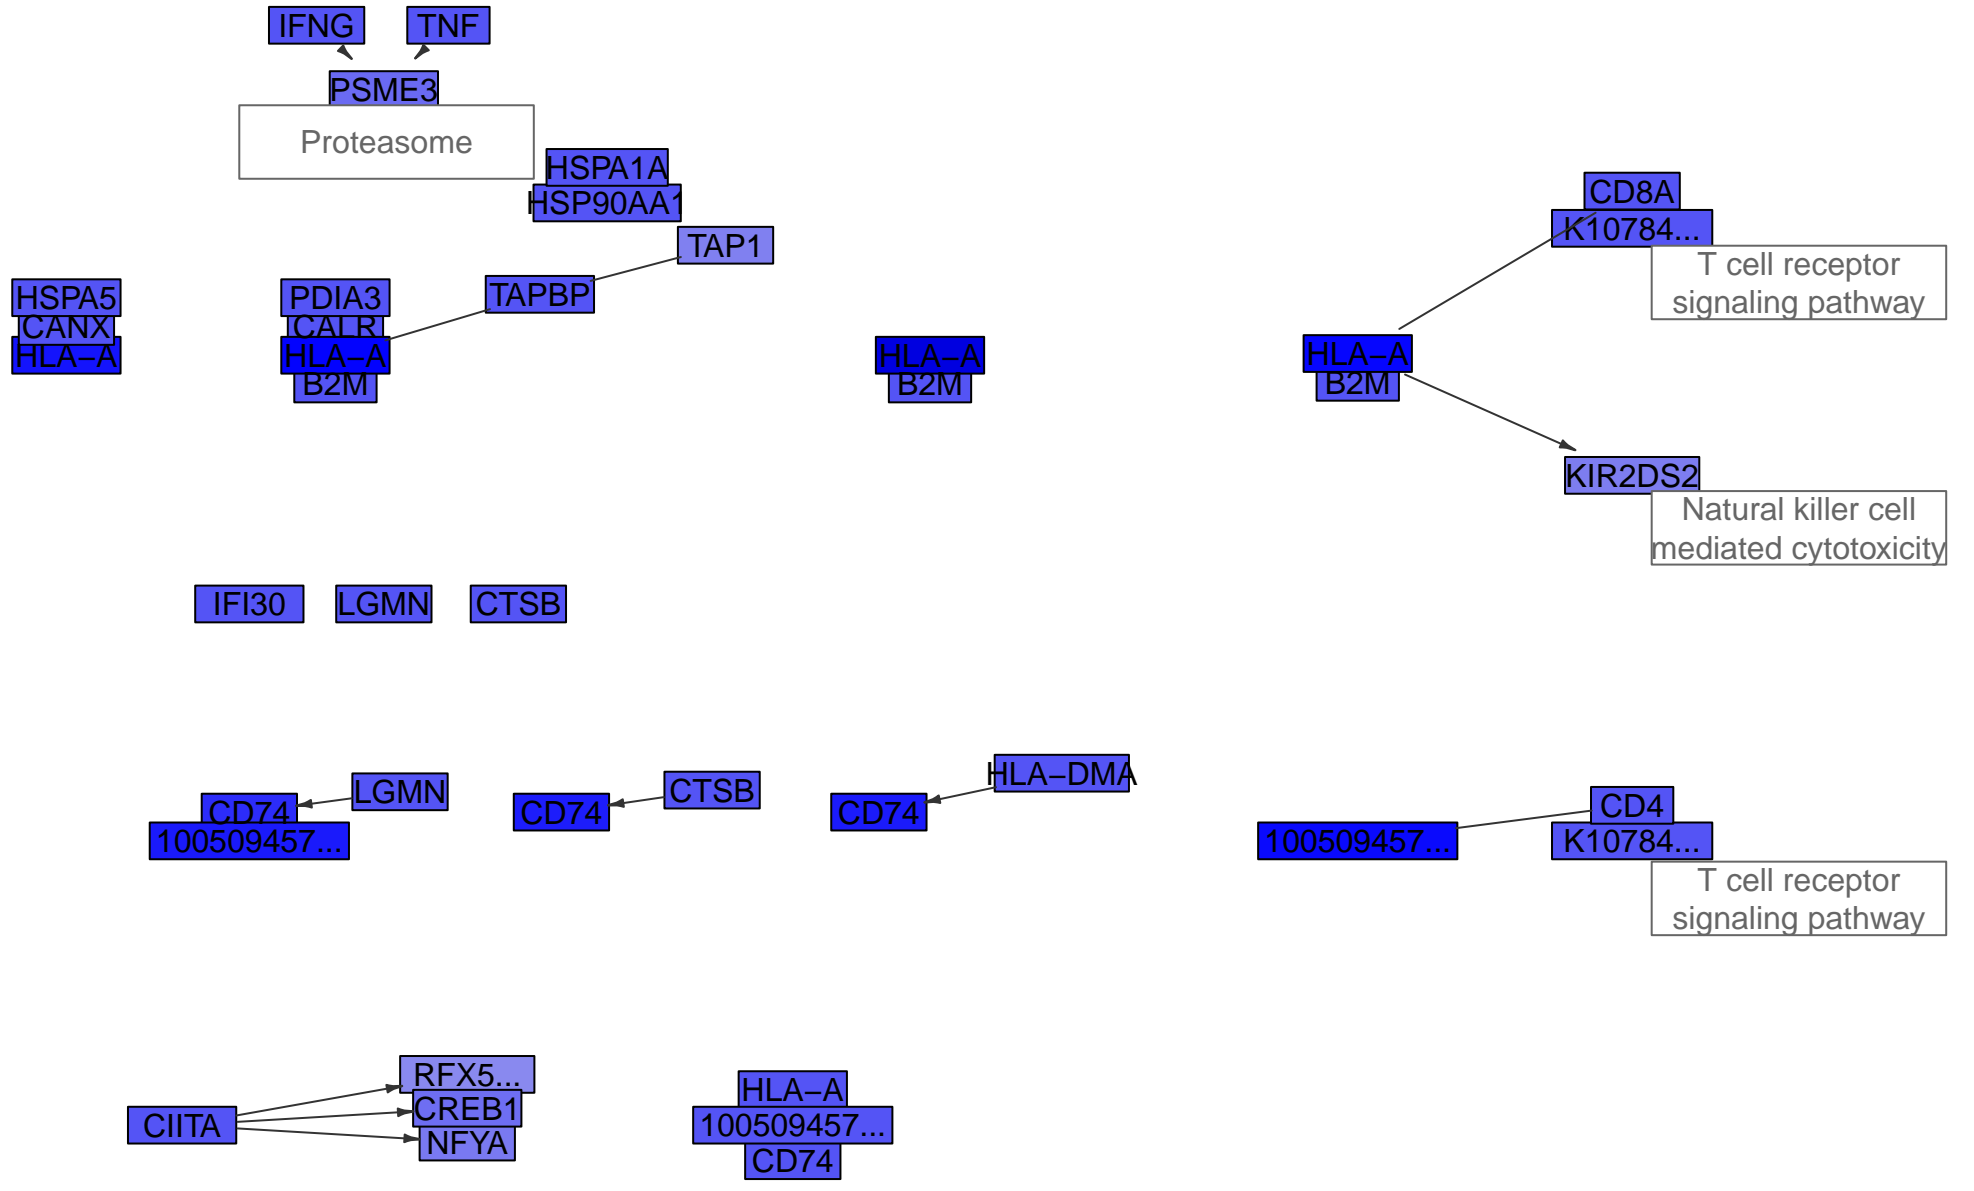 IFNG
TNF
PSME3
Proteasome
HSPA1A
HSP90AA1
TAP1
TAPBP
CD8A
K10784...
T cell receptor
signaling pathway
HSPA5
CANX
HLA−A
PDIA3
CALR
HLA−A
B2M
HLA−A
B2M
HLA−A
B2M
KIR2DS2
Natural killer cell
mediated cytotoxicity
IFI30
LGMN
CTSB
CD74
100509457...
LGMN
CD74
CTSB
CD74
HLA−DMA
100509457...
CD4
K10784...
T cell receptor
signaling pathway
CIITA
RFX5...
CREB1
NFYA
HLA−A
100509457...
CD74